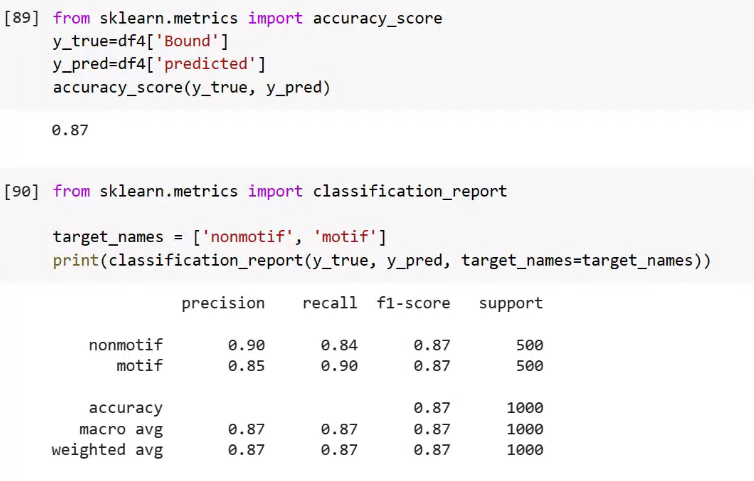 [89] from sklearn.metrics import accuracy_score
y_true=df4['Bound']
y_pred=df4['predicted']
accuracy_score(y_true, y_pred)
0.87
[90] from sklearn.metrics import classification_report
target_names = ['nonmotif', 'motif']
print(classification_report(y_true, y_pred, target_names=target_names))
precision recall f1-score support
nonmotif 0.90 0.84 0.87 500
motif 0.85 0.90 0.87 500
accuracy 0.87 1000
macro avg 0.87 0.87 0.87 1000
weighted avg 0.87 0.87 0.87 1000